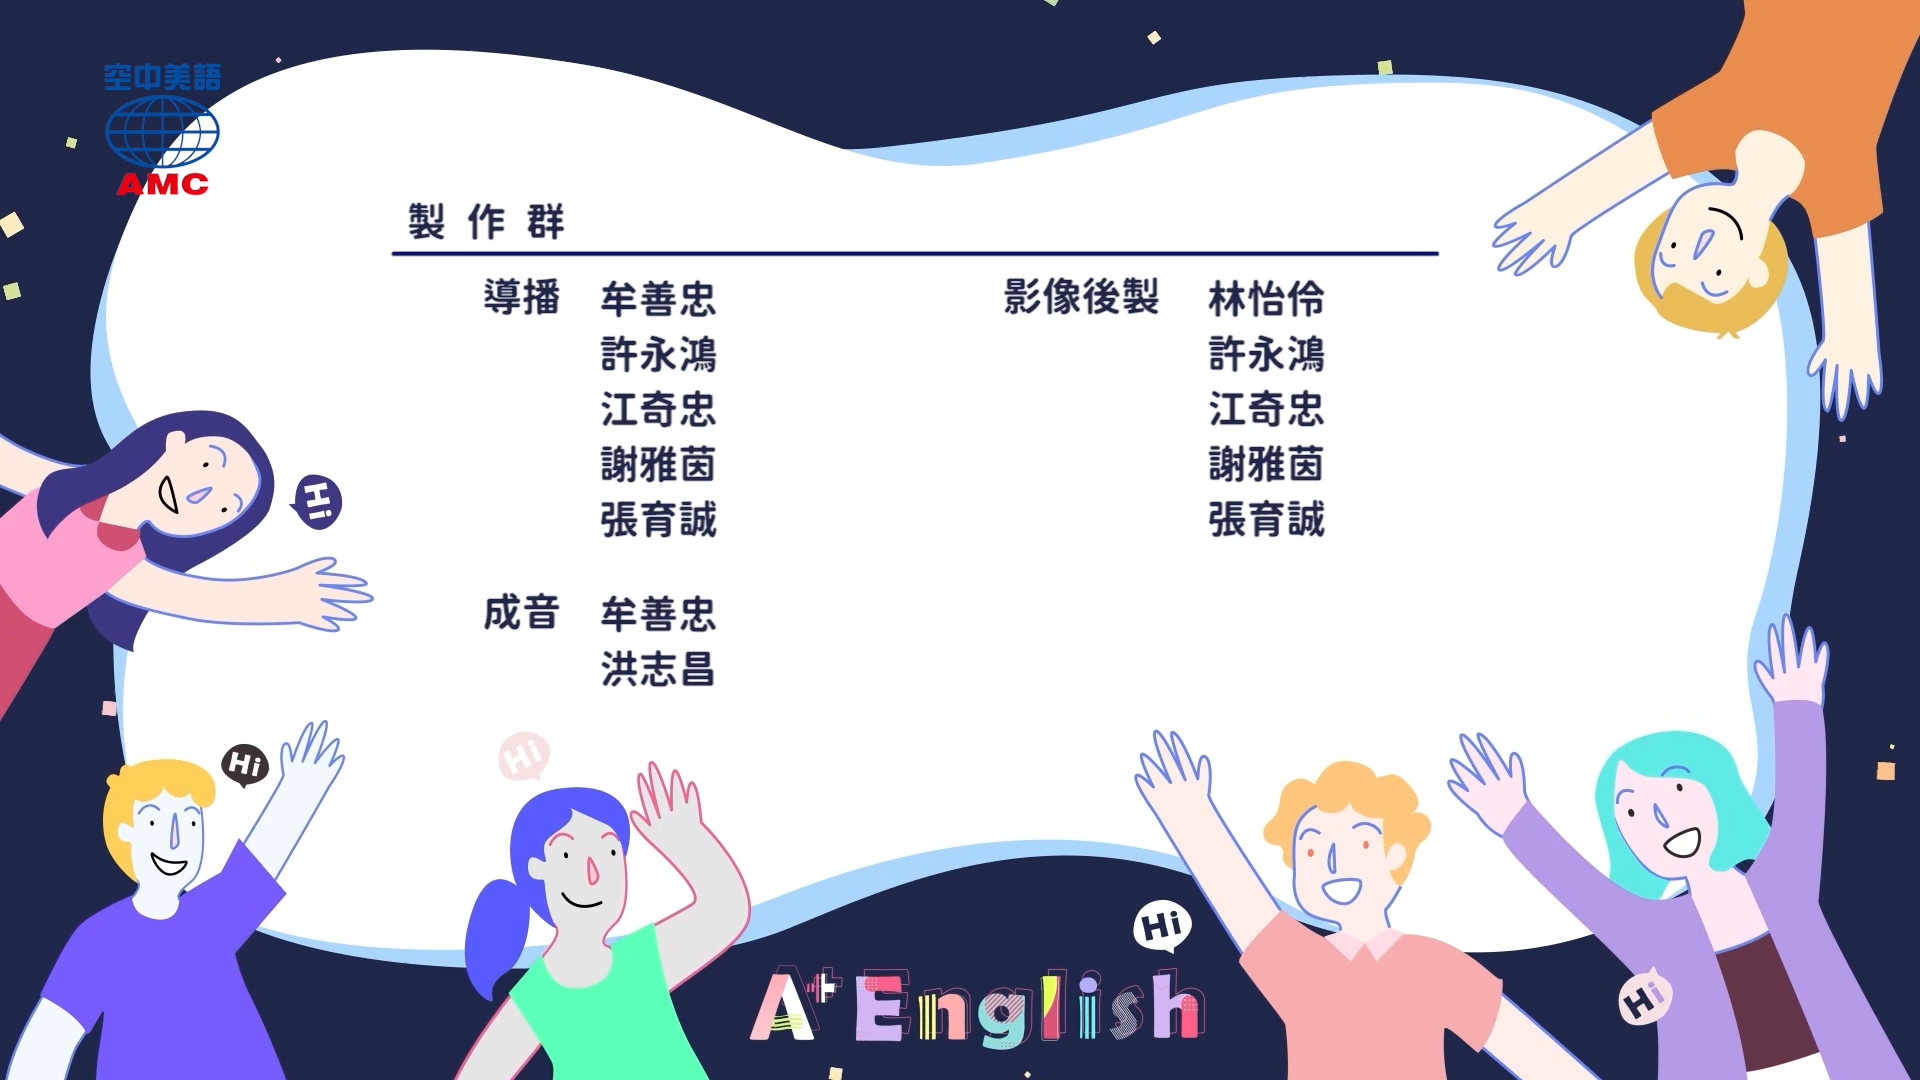 空中美語
AMC
製作群
導播 牟善忠
許永鴻
江奇忠
謝雅茵
張育誠
成音 牟善忠
洪志昌
影像後製 林怡伶
許永鴻
江奇忠
謝雅茵
張育誠
Hi
Hi
Hi
Hi
Hi
A+ English